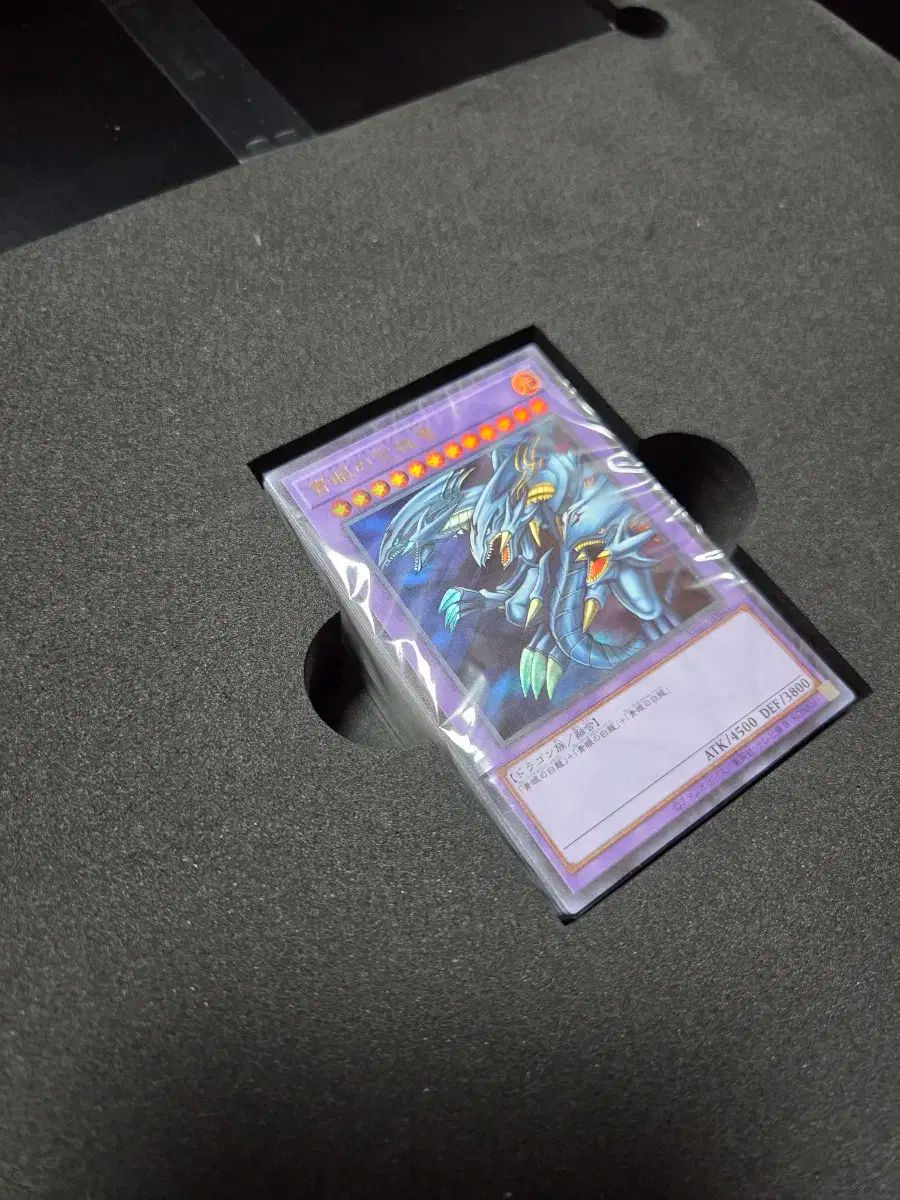 青眼の究極竜
【ドラゴン族／融合】
「青眼の白龍」＋「青眼の白龍」＋「青眼の白龍」
ATK/4500 DEF/3800